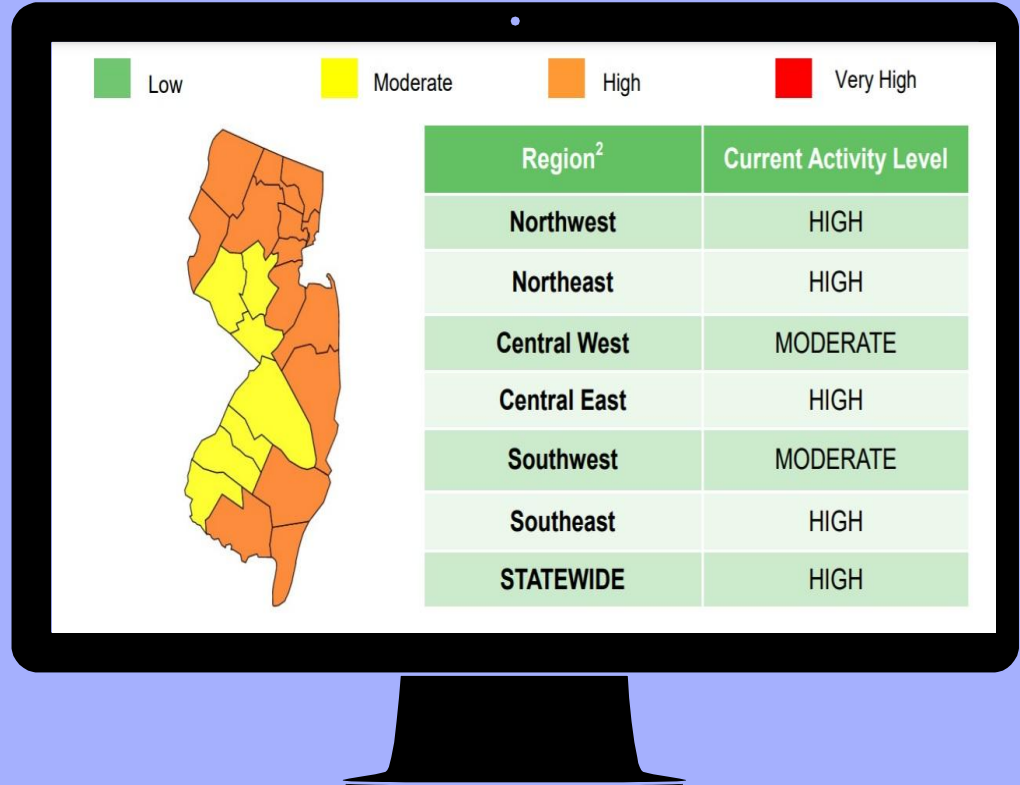 Low Moderate High Very High
Region² Current Activity Level
Northwest HIGH
Northeast HIGH
Central West MODERATE
Central East HIGH
Southwest MODERATE
Southeast HIGH
STATEWIDE HIGH